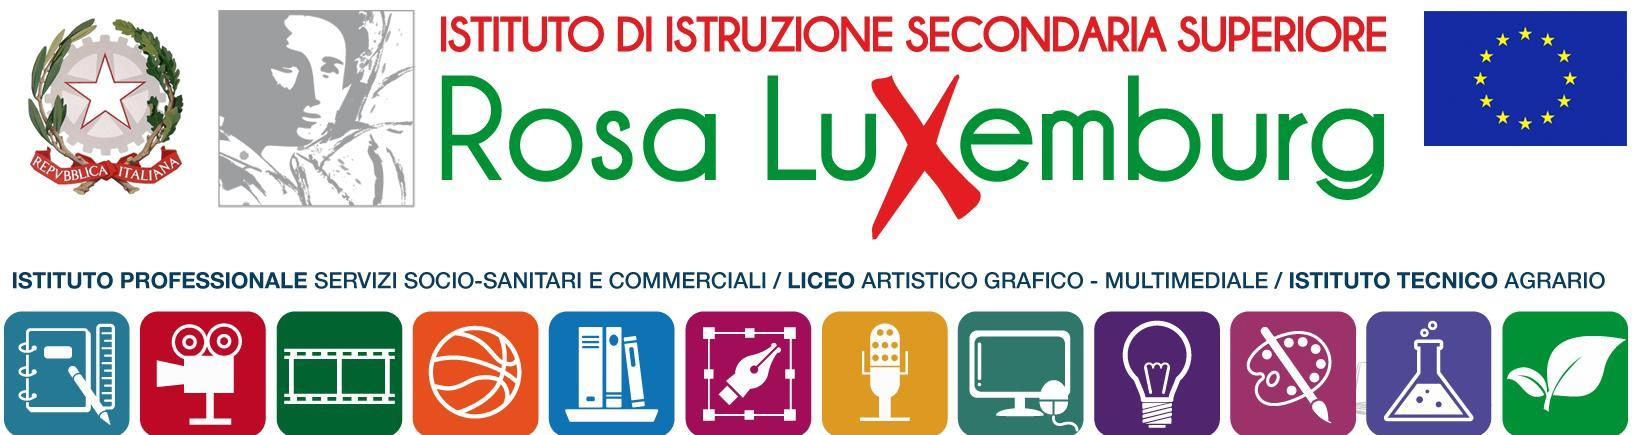 ISTITUTO DI ISTRUZIONE SECONDARIA SUPERIORE
Rosa LuXemburg
REPVBBLICA ITALIANA
ISTITUTO PROFESSIONALE SERVIZI SOCIO-SANITARI E COMMERCIALI / LICEO ARTISTICO GRAFICO - MULTIMEDIALE / ISTITUTO TECNICO AGRARIO